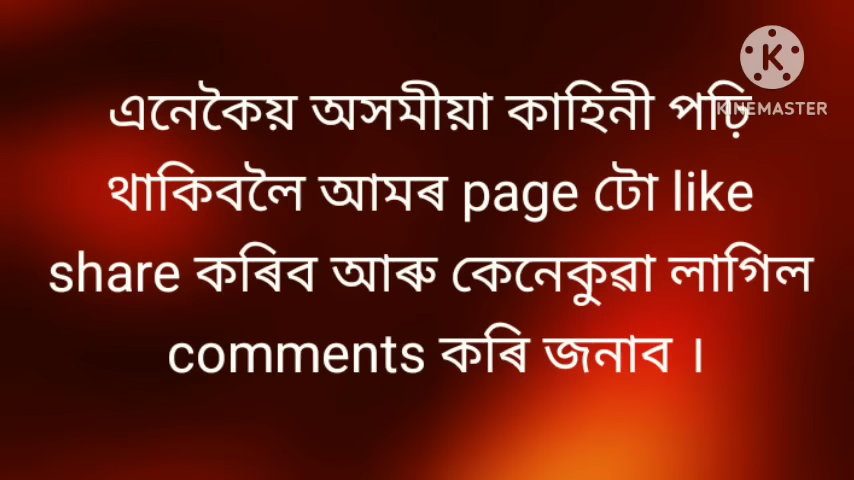 KINEMASTER
এনেকৈয় অসমীয়া কাহিনী পঢ়ি
থাকিবলৈ আমৰ page টো like
share কৰিব আৰু কেনেকুৱা লাগিল
comments কৰি জনাব ।